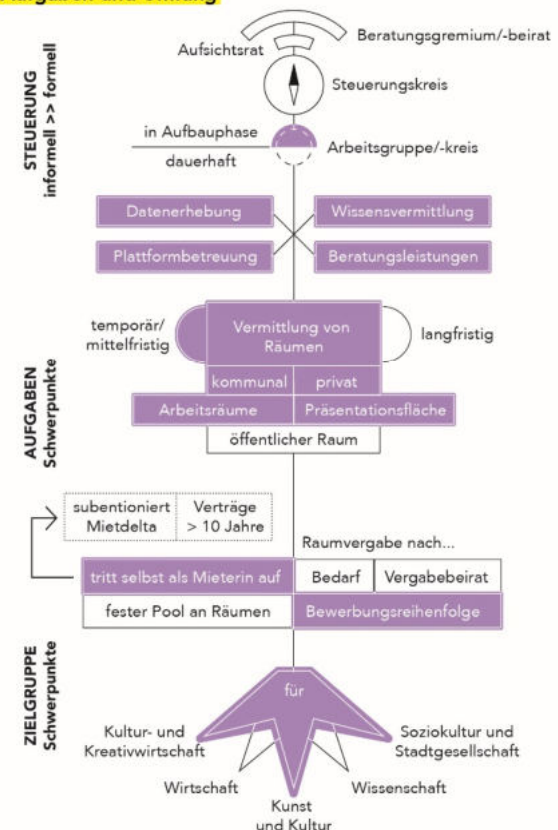 Aufsichtsrat
Beratungsgremium/-beirat
Steuerungskreis
STEUERUNG
informell >> formell
in Aufbauphase
dauerhaft
Arbeitsgruppe/-kreis
Datenerhebung
Wissensvermittlung
Plattformbetreuung
Beratungsleistungen
AUFGABEN
Schwerpunkte
temporär/
mittelfristig
Vermittlung von
Räumen
langfristig
kommunal
privat
Arbeitsräume
Präsentationsfläche
öffentlicher Raum
subentioniert
Mietdelta
Verträge
> 10 Jahre
Raumvergabe nach...
tritt selbst als Mieterin auf
Bedarf
Vergabebeirat
fester Pool an Räumen
Bewerbungsreihenfolge
ZIELGRUPPE
Schwerpunkte
für
Kultur- und
Kreativwirtschaft
Soziokultur und
Stadtgesellschaft
Wirtschaft
Wissenschaft
Kunst
und Kultur